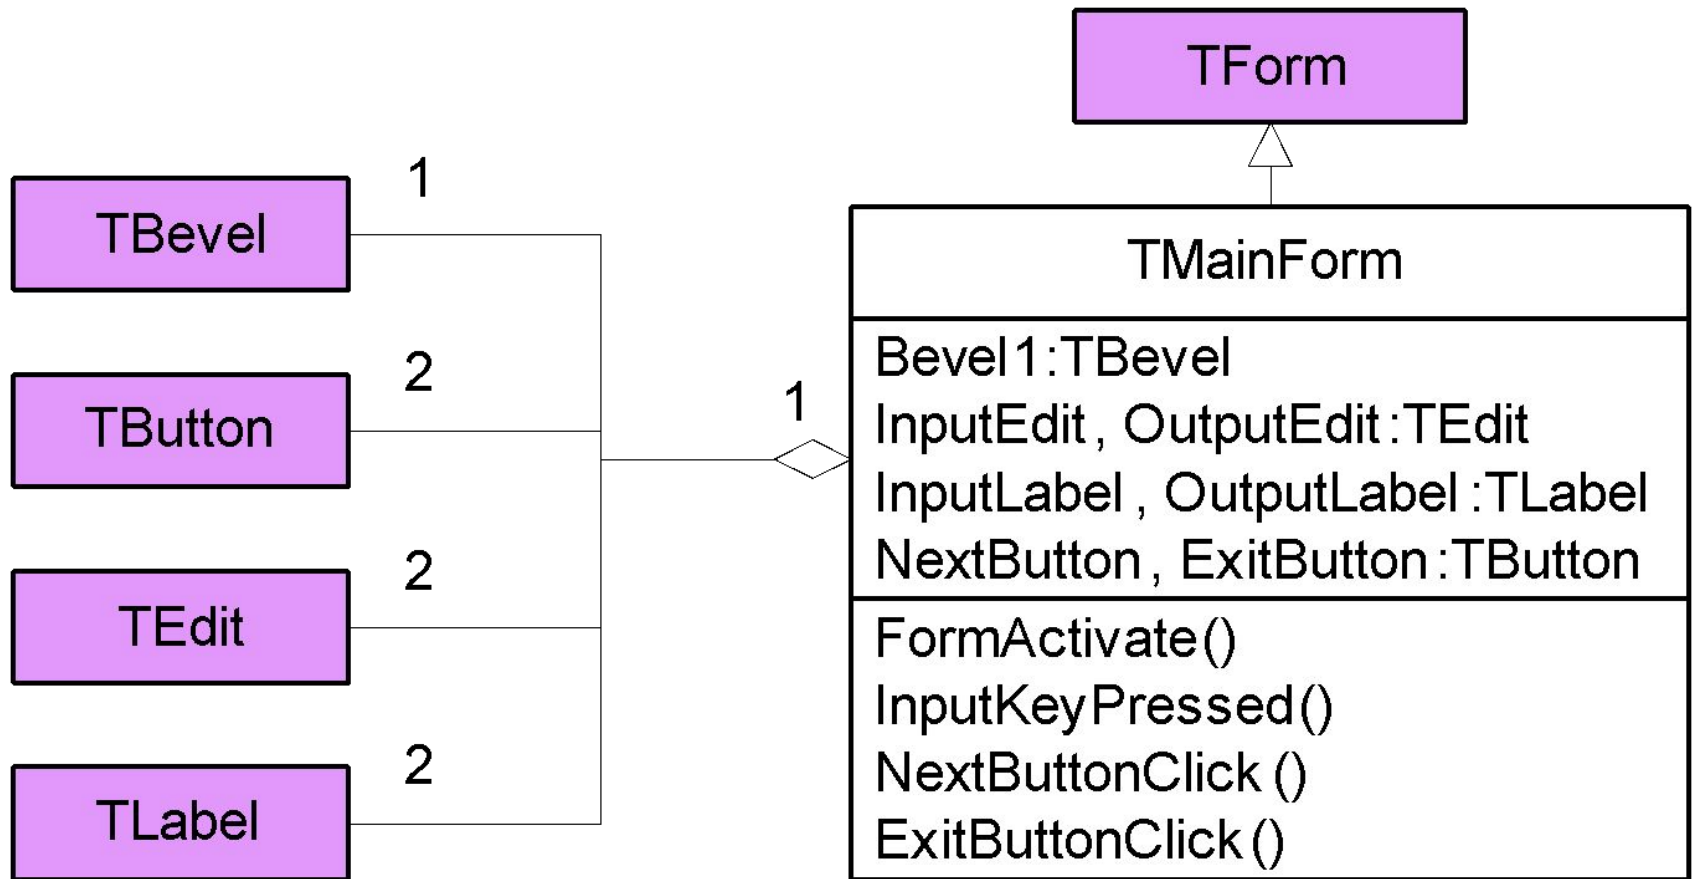 TForm
1
TBevel
TMainForm
2
TButton
1
Bevel1:TBevel
InputEdit, OutputEdit:TEdit
InputLabel, OutputLabel:TLabel
NextButton, ExitButton:TButton
2
TEdit
FormActivate()
InputKeyPressed()
NextButtonClick()
ExitButtonClick()
2
TLabel